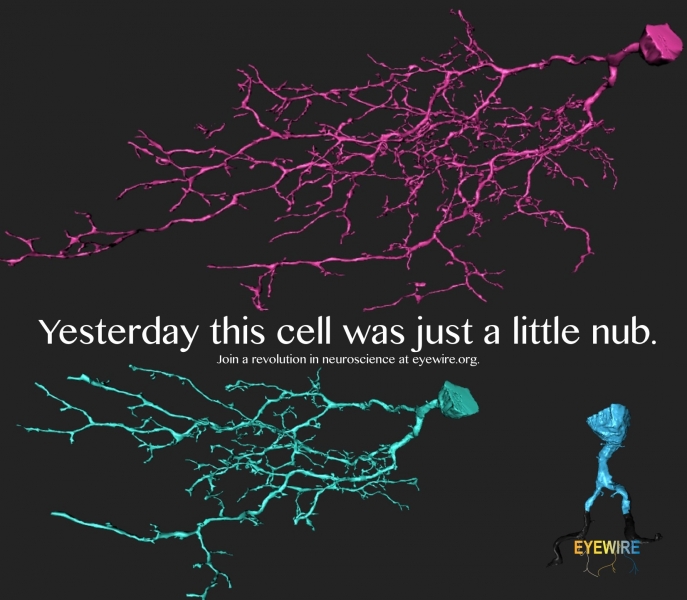 Yesterday this cell was just a little nub.
Join a revolution in neuroscience at eyewire.org.
EYEWIRE